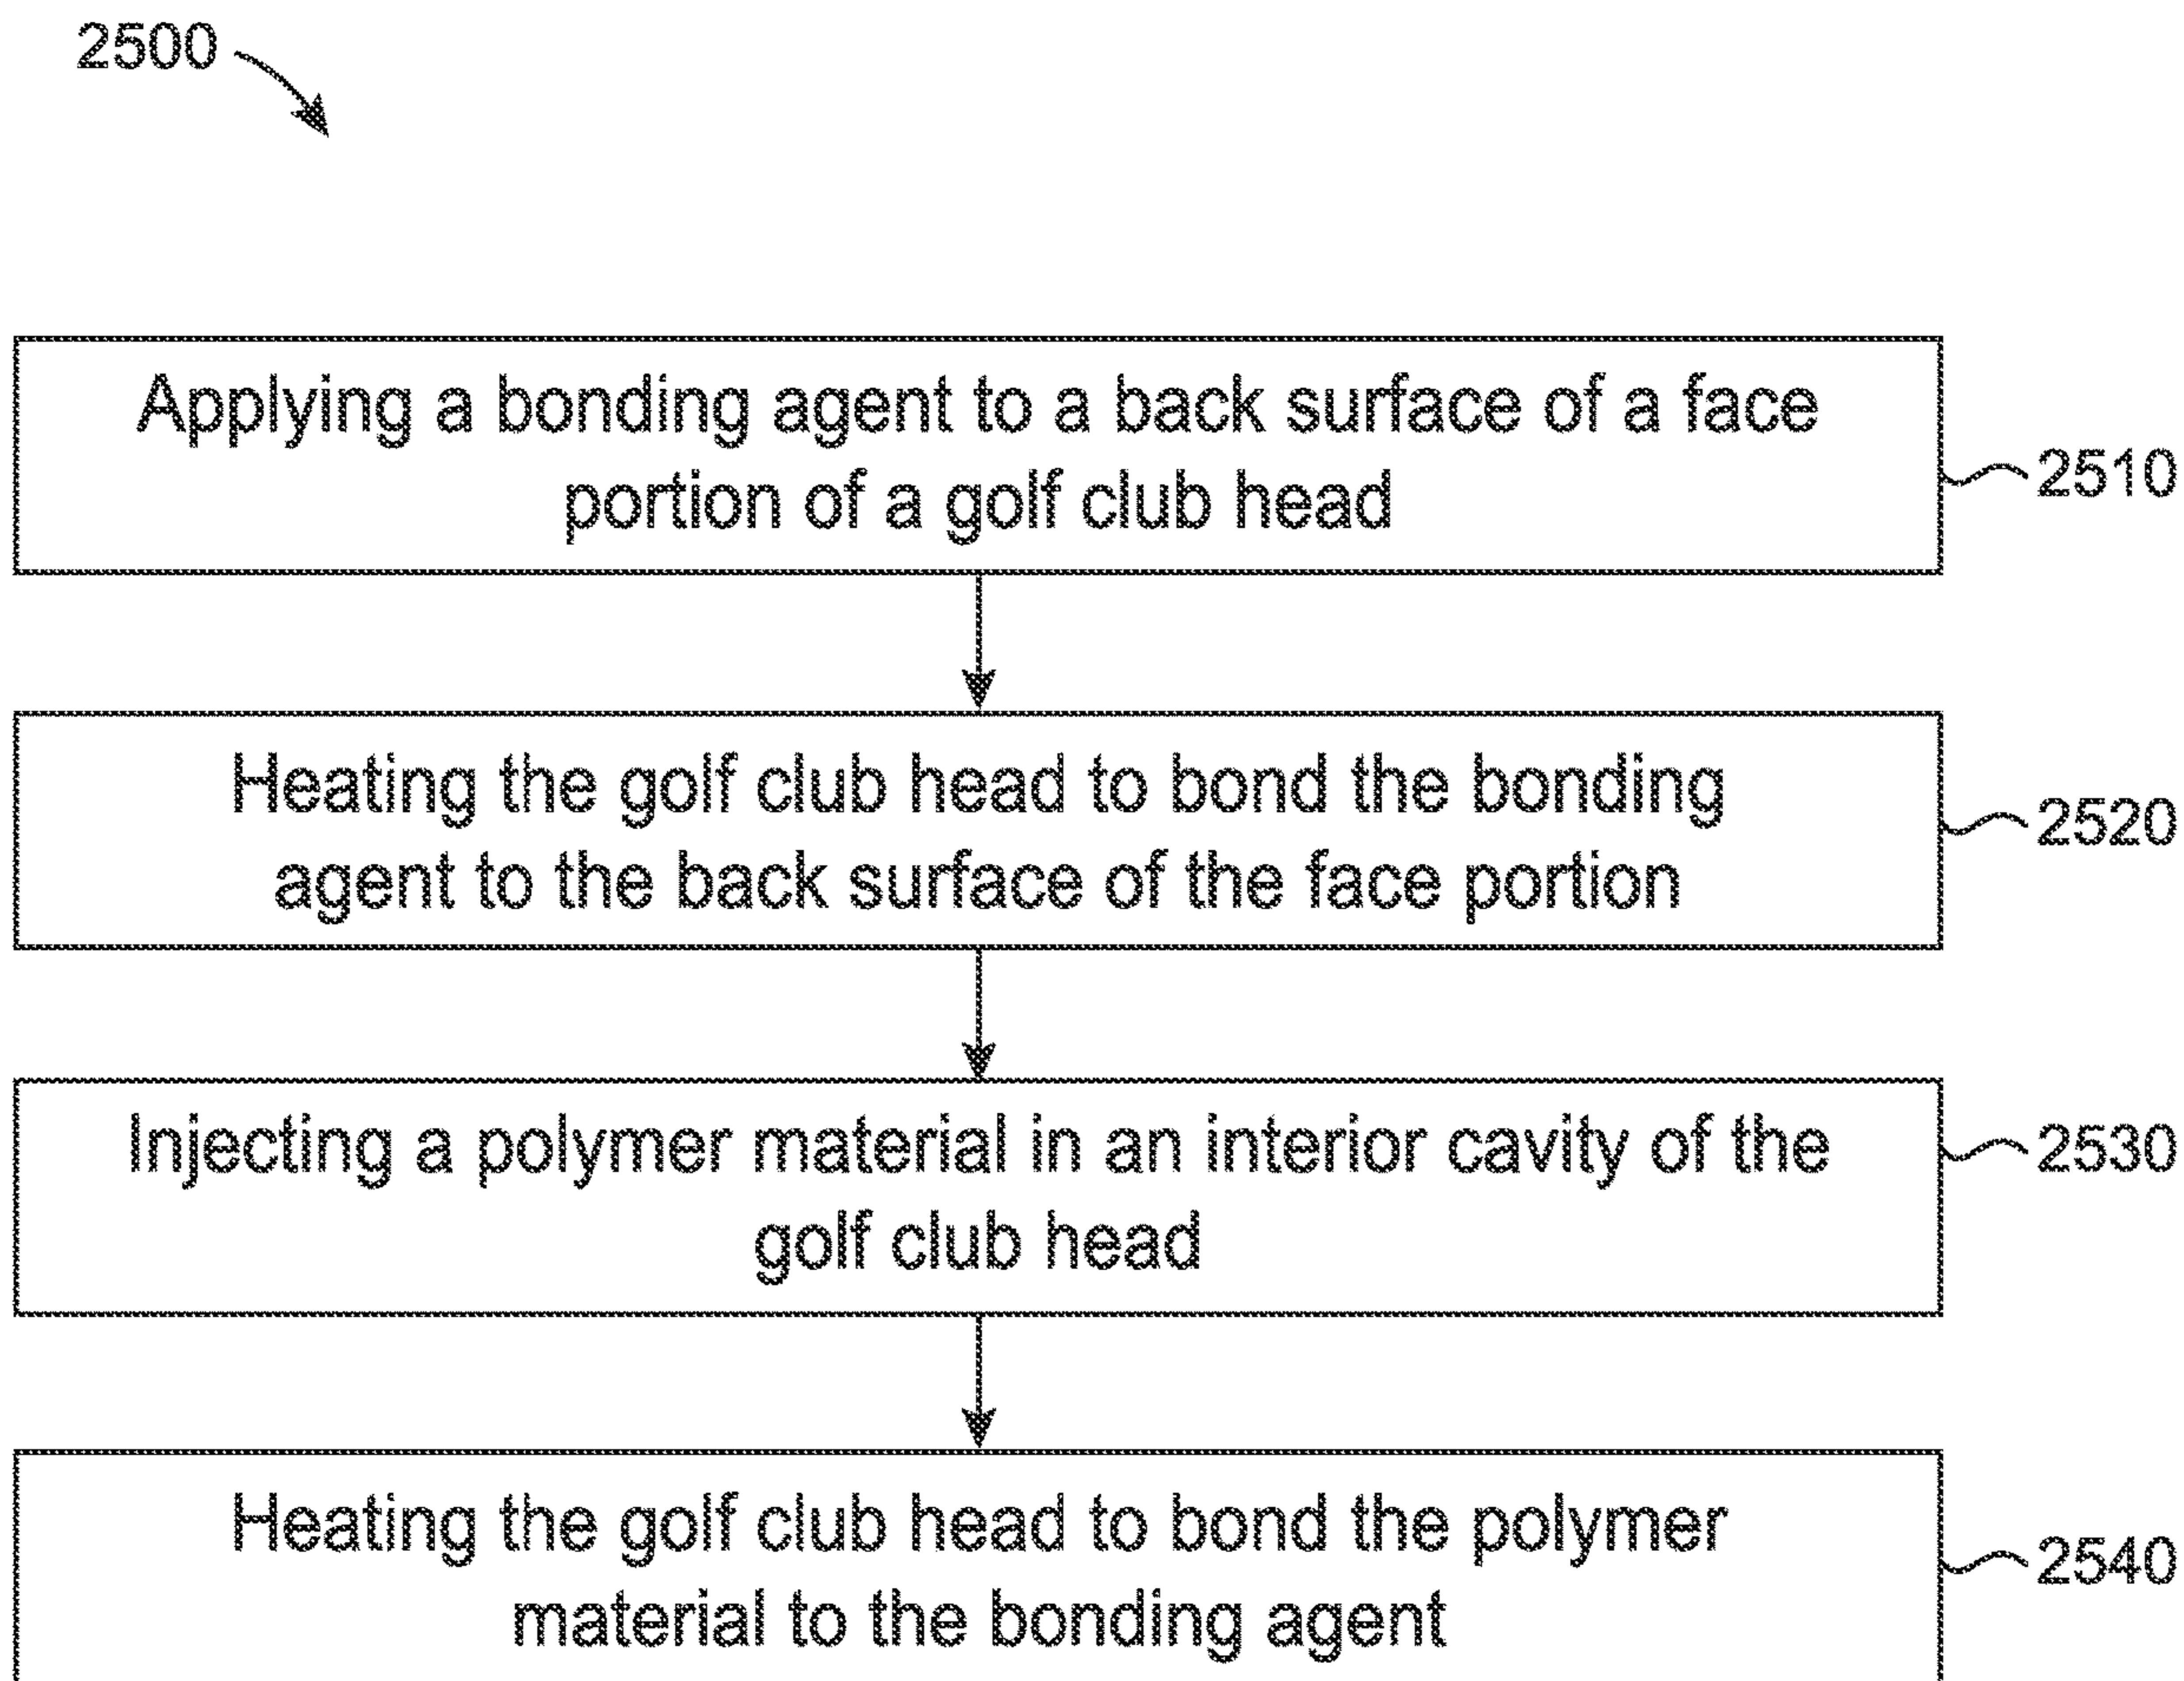 2500
Applying a bonding agent to a back surface of a face
portion of a golf club head
2510
Heating the golf club head to bond the bonding
agent to the back surface of the face portion
2520
Injecting a polymer material in an interior cavity of the
golf club head
2530
Heating the golf club head to bond the polymer
material to the bonding agent
2540